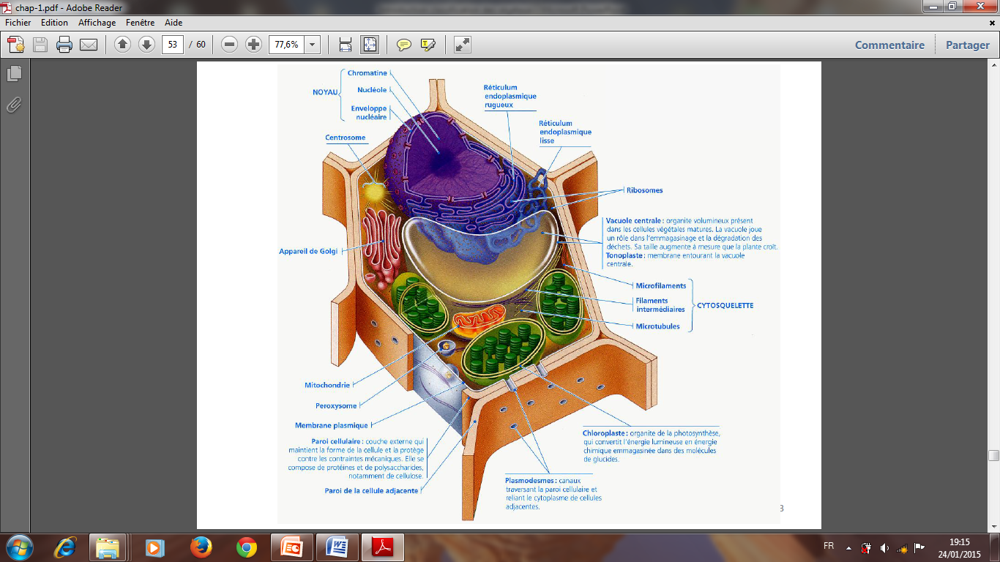 chap-1.pdf - Adobe Reader
Fichier Edition Affichage Fenêtre Aide
53 / 60 77,6% Commentaire Partager
Chromatine
NOYAU
Nucléole
Enveloppe
nucléaire
Centrosome
Réticulum
endoplasmique
rugueux
Réticulum
endoplasmique
lisse
Ribosomes
Vacuole centrale : organite volumineux présent
dans les cellules végétales matures. La vacuole joue
un rôle dans l'emmagasinage et la dégradation des
déchets. Sa taille augmente à mesure que la plante croît.
Tonoplaste : membrane entourant la vacuole
centrale.
Appareil de Golgi
Microfilaments
Filaments
intermédiaires
CYTOSQUELETTE
Microtubules
Mitochondrie
Peroxysome
Membrane plasmique
Paroi cellulaire : couche externe qui
maintient la forme de la cellule et la protège
contre les contraintes mécaniques. Elle se
compose de protéines et de polysaccharides,
notamment de cellulose.
Paroi de la cellule adjacente
Chloroplaste : organite de la photosynthèse,
qui convertit l'énergie lumineuse en énergie
chimique emmagasinée dans des molécules
de glucides.
Plasmodesmes : canaux
traversant la paroi cellulaire et
reliant le cytoplasme de cellules
adjacentes.
3
FR
19:15
24/01/2015